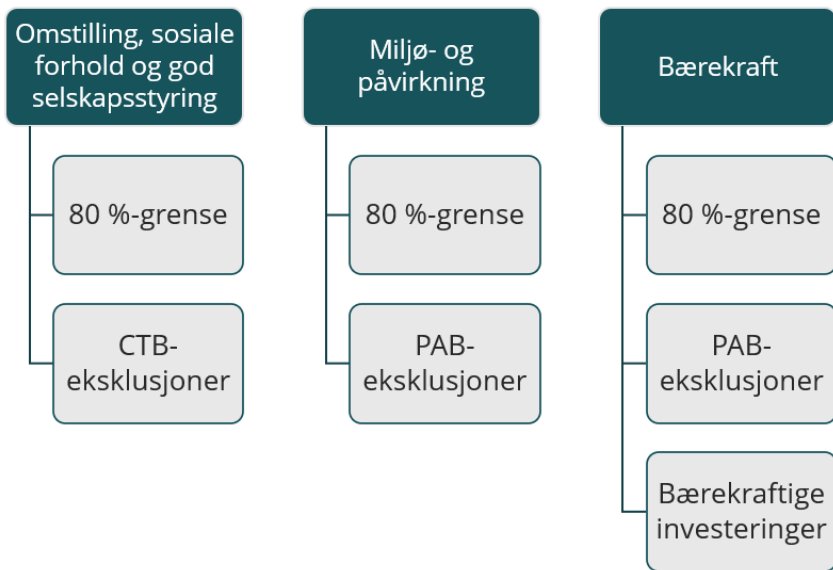 Omstilling, sosiale
forhold og god
selskapsstyring
80 %-grense
CTB-
eksklusjoner
Miljø- og
påvirkning
80 %-grense
PAB-
eksklusjoner
Bærekraft
80 %-grense
PAB-
eksklusjoner
Bærekraftige
investeringer